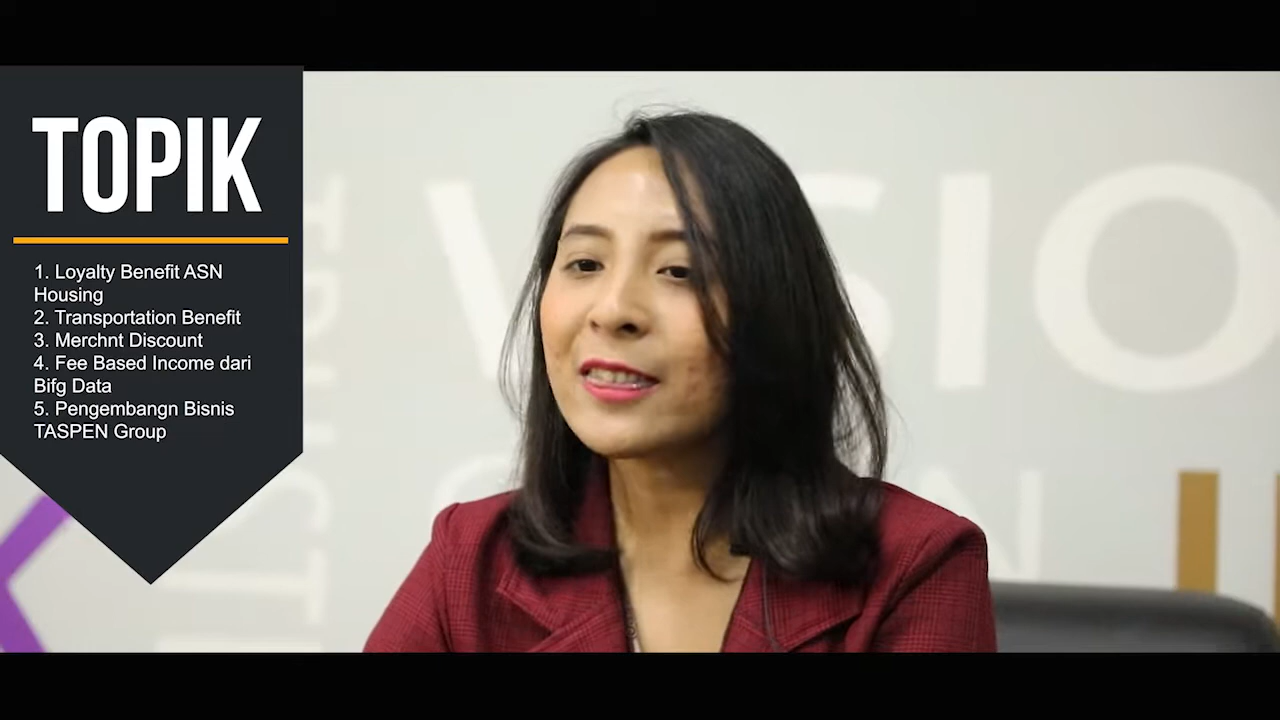 TOPIK
1. Loyalty Benefit ASN
Housing
2. Transportation Benefit
3. Merchnt Discount
4. Fee Based Income dari
Bifg Data
5. Pengembangn Bisnis
TASPEN Group